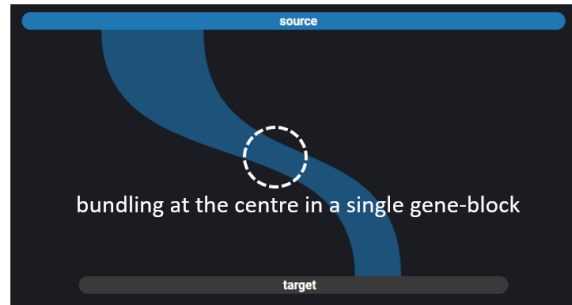 source
bundling at the centre in a single gene-block
target